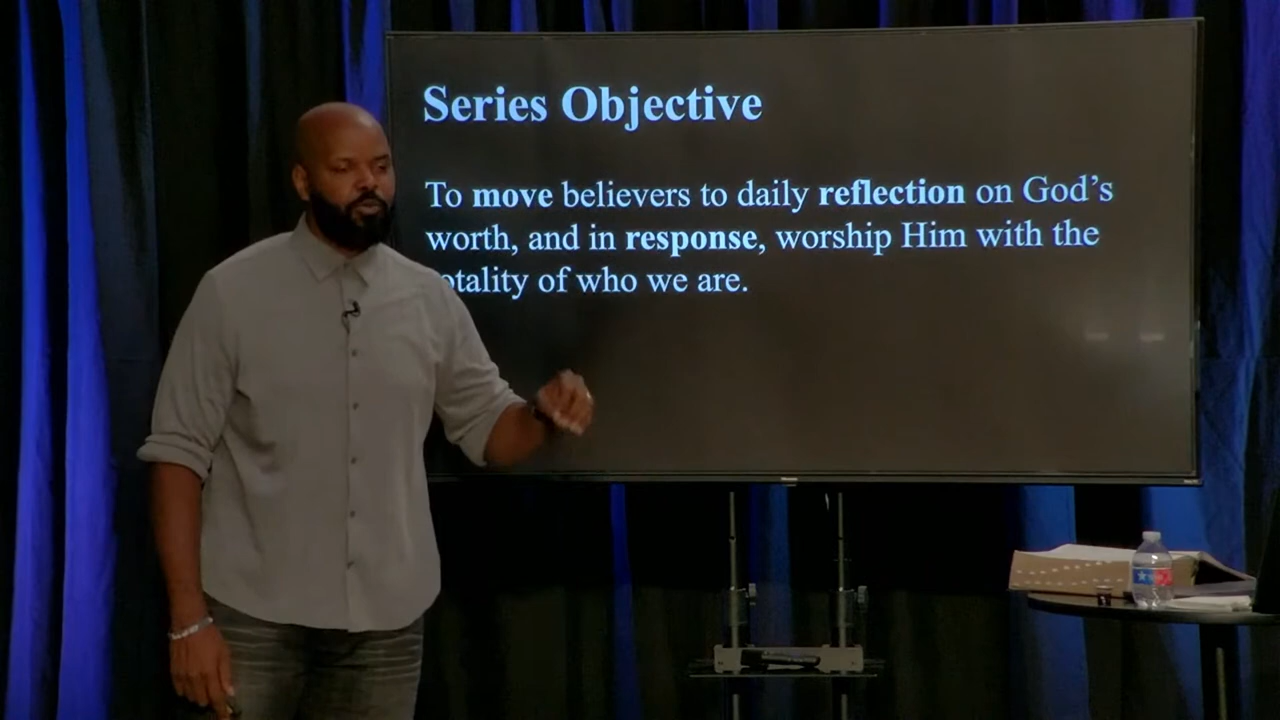 Series Objective
To move believers to daily reflection on God's
worth, and in response, worship Him with the
of who we are.